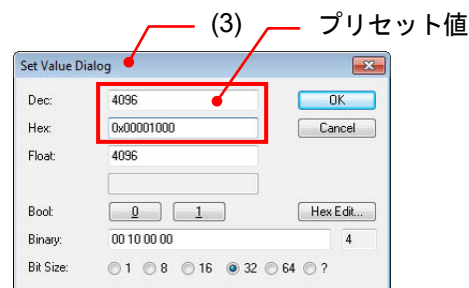 (3) プリセット値
Set Value Dialog
Dec: 4096 OK
Hex: 0x00001000 Cancel
Float: 4096
Bool: 0 1 Hex Edit...
Binary: 00 10 00 00 4
Bit Size: 1 8 16 32 64 ?